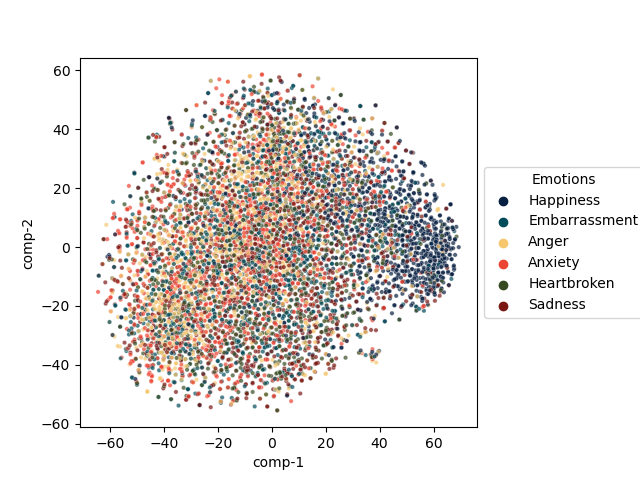 60
40
20
0
−20
−40
−60
comp-2
−60
−40
−20
0
20
40
60
comp-1
Emotions
Happiness
Embarrassment
Anger
Anxiety
Heartbroken
Sadness